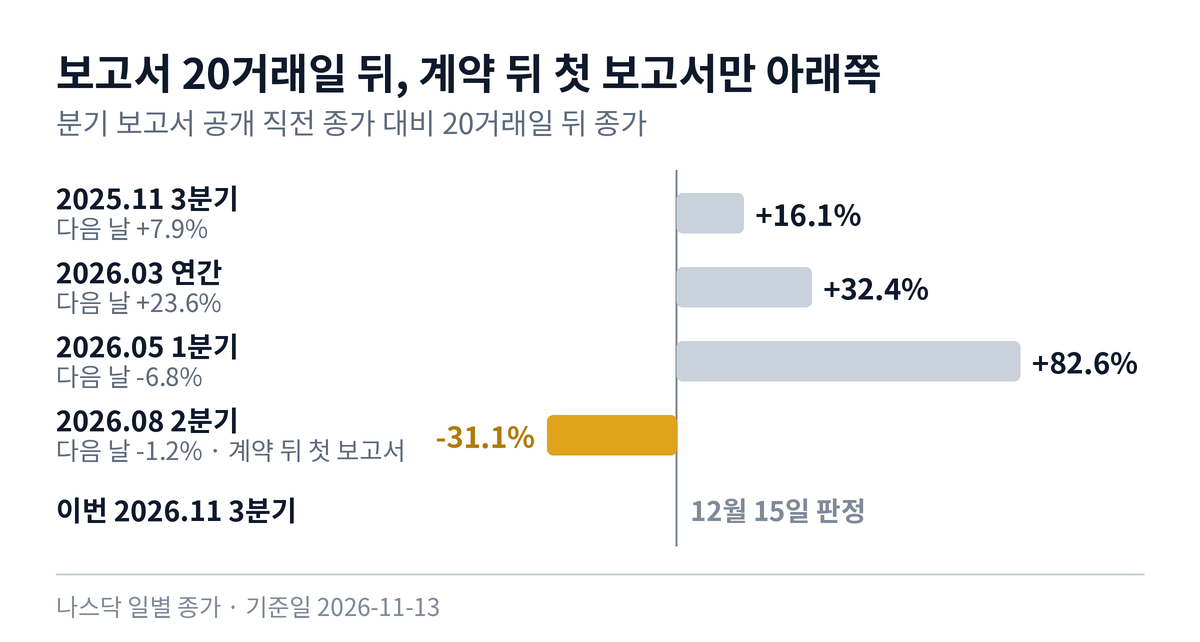 보고서 20거래일 뒤, 계약 뒤 첫 보고서만 아래쪽
분기 보고서 공개 직전 종가 대비 20거래일 뒤 종가
2025.11 3분기
다음 날 +7.9%
+16.1%
2026.03 연간
다음 날 +23.6%
+32.4%
2026.05 1분기
다음 날 -6.8%
+82.6%
2026.08 2분기
다음 날 -1.2% · 계약 뒤 첫 보고서
-31.1%
이번 2026.11 3분기
12월 15일 판정
나스닥 일별 종가 · 기준일 2026-11-13